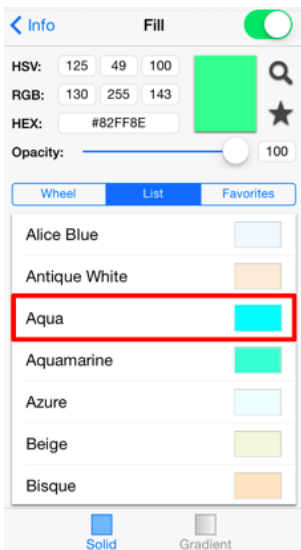 Info Fill
HSV: 125 49 100
RGB: 130 255 143
HEX: #82FF8E
Opacity: 100
Wheel List Favorites
Alice Blue
Antique White
Aqua
Aquamarine
Azure
Beige
Bisque
Solid Gradient